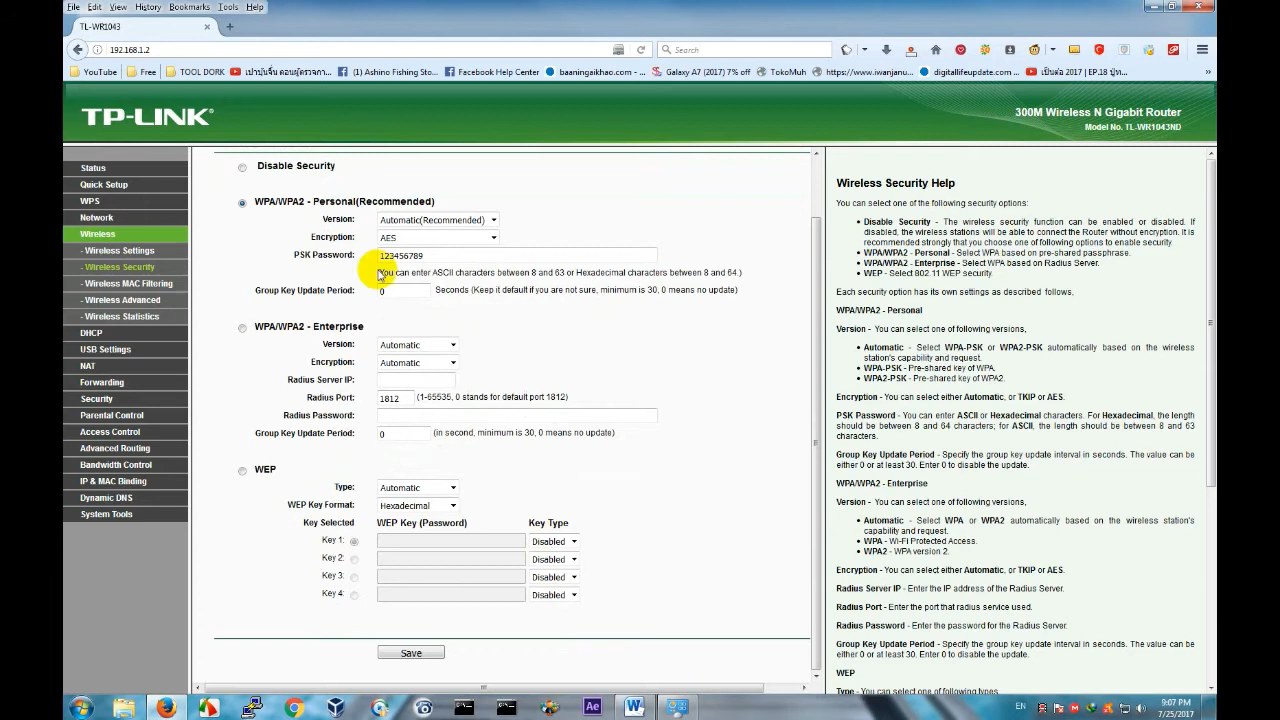 File Edit View History Bookmarks Tools Help
TL-WR1043
192.168.1.2
Search
YouTube Free TOOL DORK (1) Ashino Fishing Sto... Facebook Help Center baaningaikhao.com - ... Galaxy A7 (2017) 7% off TokoMuh https://www.iwanjanu... digitallifeupdate.com ...
TP-LINK
300M Wireless N Gigabit Router
Model No. TL-WR1043ND
Status
Quick Setup
WPS
Network
Wireless
- Wireless Settings
- Wireless Security
- Wireless MAC Filtering
- Wireless Advanced
- Wireless Statistics
DHCP
USB Settings
NAT
Forwarding
Security
Parental Control
Access Control
Advanced Routing
Bandwidth Control
IP & MAC Binding
Dynamic DNS
System Tools
Disable Security
WPA/WPA2 - Personal(Recommended)
Version: Automatic(Recommended)
Encryption: AES
PSK Password: 123456789
You can enter ASCII characters between 8 and 63 or Hexadecimal characters between 8 and 64.)
Group Key Update Period: 0 Seconds (Keep it default if you are not sure, minimum is 30, 0 means no update)
WPA/WPA2 - Enterprise
Version: Automatic
Encryption: Automatic
Radius Server IP:
Radius Port: 1812 (1-65535, 0 stands for default port 1812)
Radius Password:
Group Key Update Period: 0 (in second, minimum is 30, 0 means no update)
WEP
Type: Automatic
WEP Key Format: Hexadecimal
Key Selected WEP Key (Password) Key Type
Key 1: Disabled
Key 2: Disabled
Key 3: Disabled
Key 4: Disabled
Save
Wireless Security Help
You can select one of the following security options:
Disable Security - The wireless security function can be enabled or disabled. If
disabled, the wireless stations will be able to connect the Router without encryption. It is
recommended strongly that you choose one of following options to enable security.
WPA/WPA2 - Personal - Select WPA based on pre-shared passphrase.
WPA/WPA2 - Enterprise - Select WPA based on Radius Server.
WEP - Select 802.11 WEP security.
Each security option has its own settings as described follows,
WPA/WPA2 - Personal
Version - You can select one of following versions,
Automatic - Select WPA-PSK or WPA2-PSK automatically based on the wireless
station's capability and request.
WPA-PSK - Pre-shared key of WPA.
WPA2-PSK - Pre-shared key of WPA2.
Encryption - You can select either Automatic, or TKIP or AES.
PSK Password - You can enter ASCII or Hexadecimal characters. For Hexadecimal, the length
should be between 8 and 64 characters; for ASCII, the length should be between 8 and 63
characters.
Group Key Update Period - Specify the group key update interval in seconds. The value can be
either 0 or at least 30. Enter 0 to disable the update.
WPA/WPA2 - Enterprise
Version - You can select one of following versions,
Automatic - Select WPA or WPA2 automatically based on the wireless station's
capability and request.
WPA - Wi-Fi Protected Access.
WPA2 - WPA version 2.
Encryption - You can select either Automatic, or TKIP or AES.
Radius Server IP - Enter the IP address of the Radius Server.
Radius Port - Enter the port that radius service used.
Radius Password - Enter the password for the Radius Server.
Group Key Update Period - Specify the group key update interval in seconds. The value can be
either 0 or at least 30. Enter 0 to disable the update.
WEP
Type - You can select one of following types
EN 9:07 PM
7/25/2017